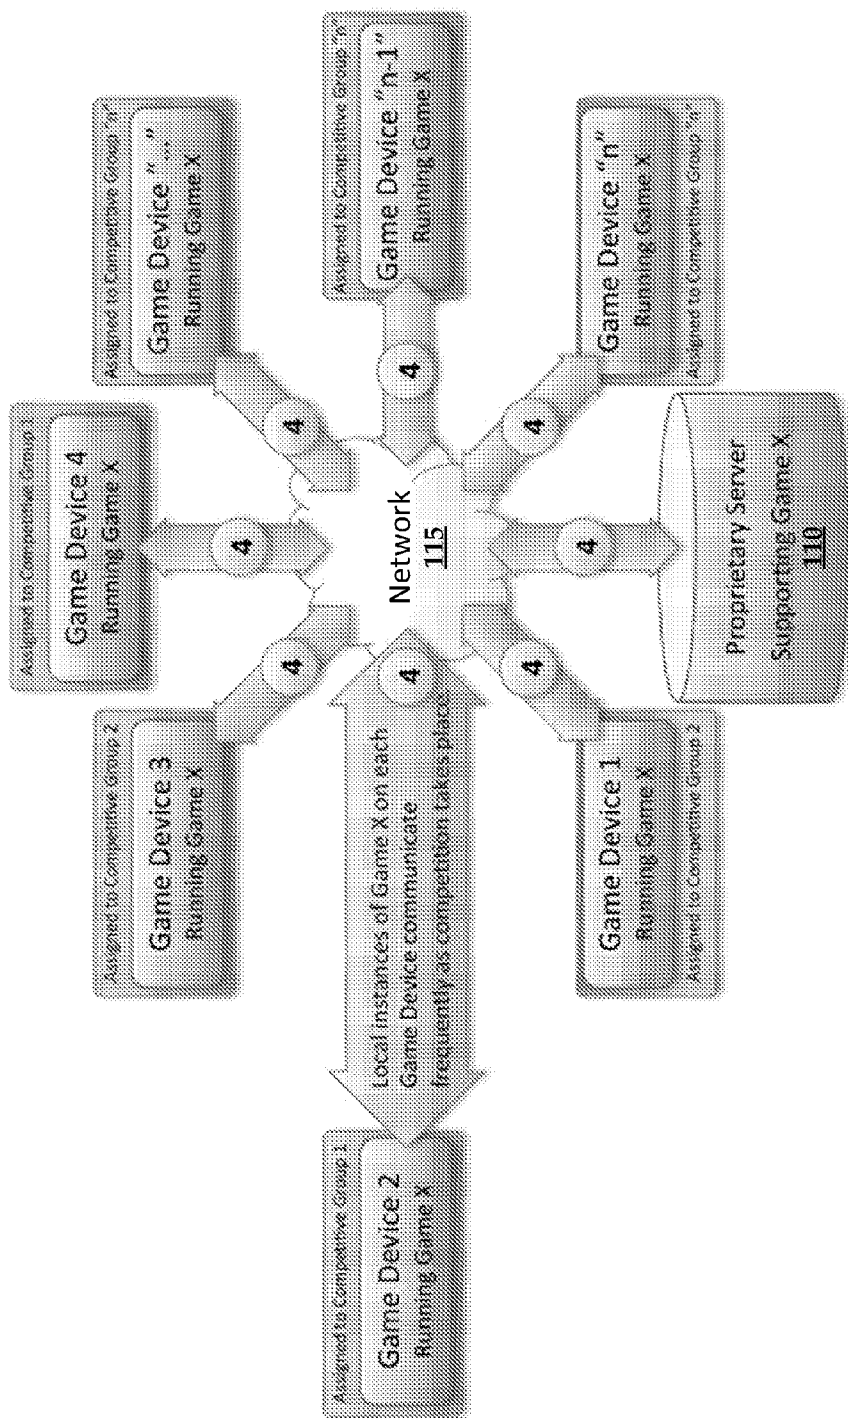 Assigned to Competitive Group 1
Game Device 2
Running Game X
Assigned to Competitive Group 2
Game Device 3
Running Game X
Assigned to Competitive Group 1
Game Device 4
Running Game X
Assigned to Competitive Group "n"
Game Device "..."
Running Game X
Assigned to Competitive Group "n"
Game Device "n-1"
Running Game X
Game Device "n"
Running Game X
Assigned to Competitive Group "n"
Game Device 1
Running Game X
Assigned to Competitive Group 2
Local instances of Game X on each
Game Device communicate
frequently as competition takes place.
4
4
4
4
4
4
4
4
Network
115
Proprietary Server
Supporting Game X
110